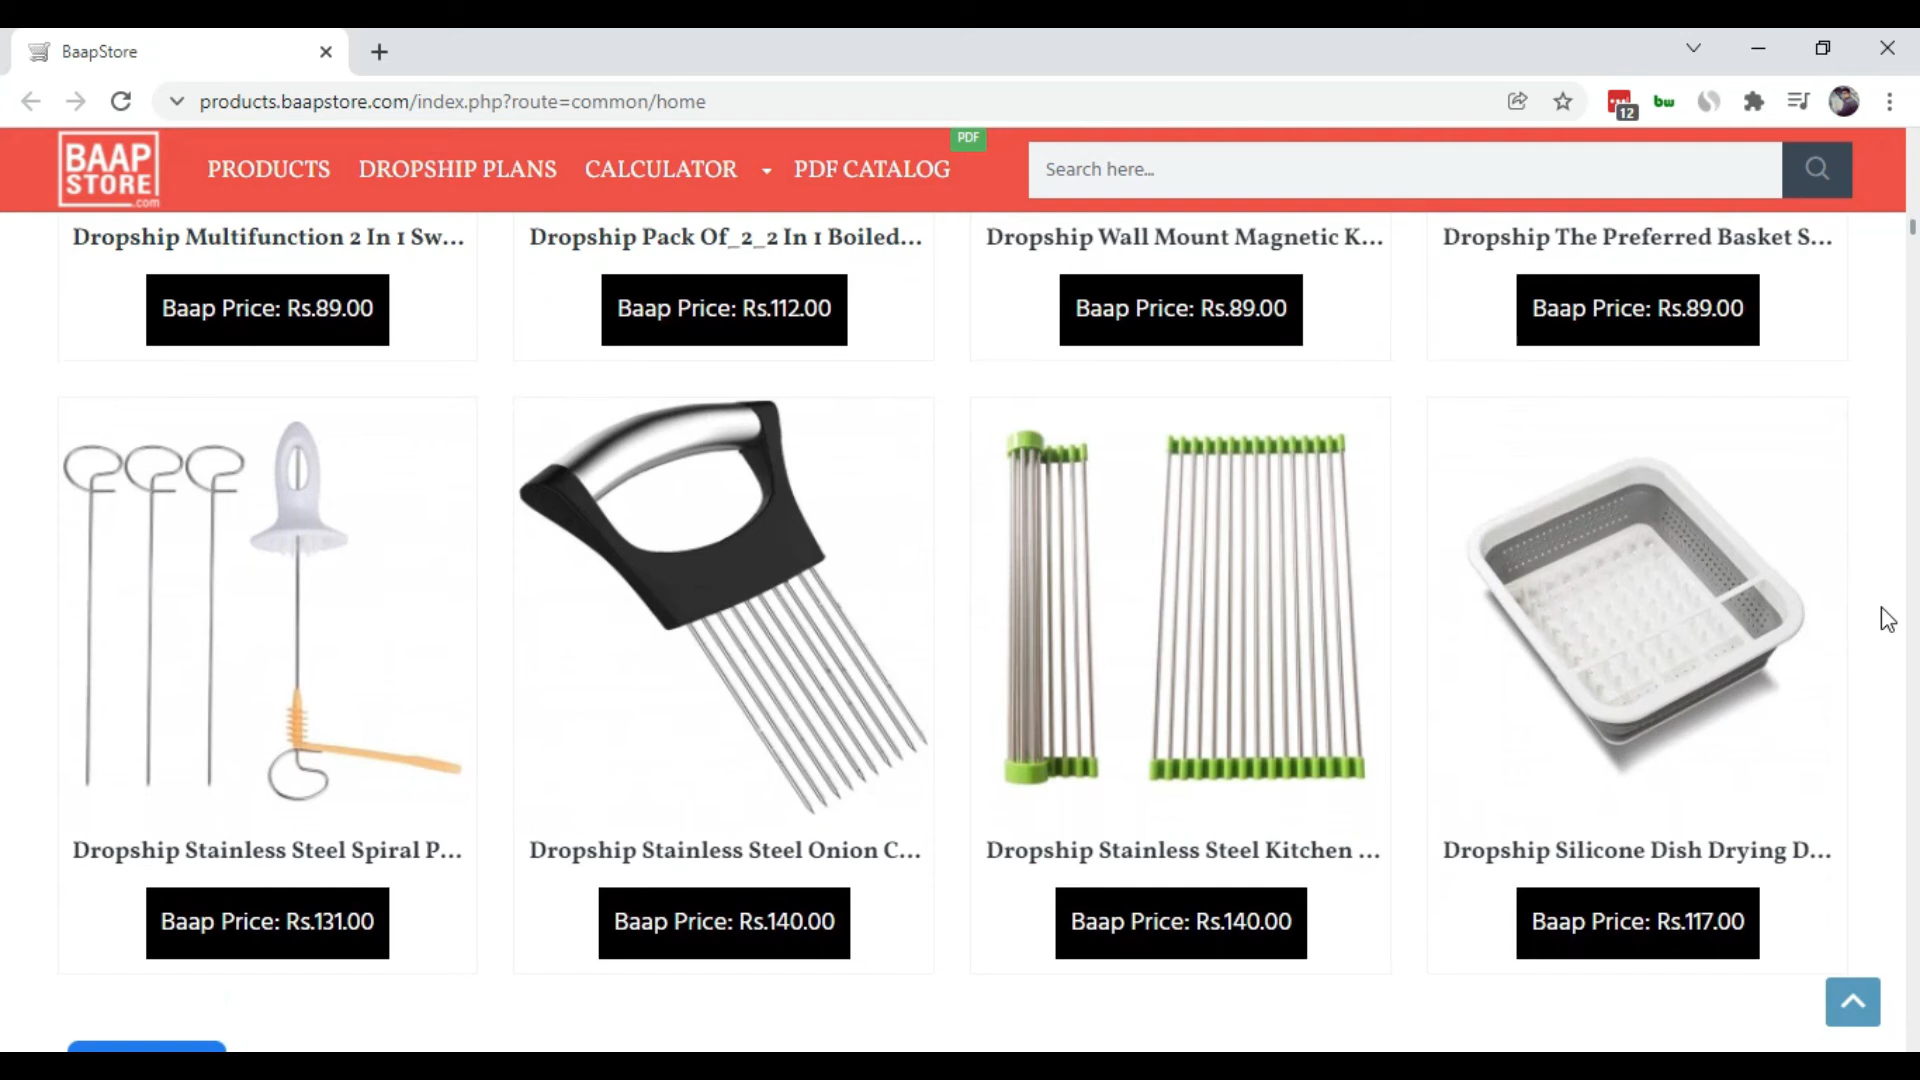 BaapStore
products.baapstore.com/index.php?route=common/home
12
bw
BAAP STORE .com
PRODUCTS DROPSHIP PLANS CALCULATOR PDF CATALOG
PDF
Search here...
Dropship Multifunction 2 In 1 Sw... Dropship Pack Of_2_2 In 1 Boiled... Dropship Wall Mount Magnetic K... Dropship The Preferred Basket S...
Baap Price: Rs.89.00 Baap Price: Rs.112.00 Baap Price: Rs.89.00 Baap Price: Rs.89.00
Dropship Stainless Steel Spiral P... Dropship Stainless Steel Onion C... Dropship Stainless Steel Kitchen ... Dropship Silicone Dish Drying D...
Baap Price: Rs.131.00 Baap Price: Rs.140.00 Baap Price: Rs.140.00 Baap Price: Rs.117.00